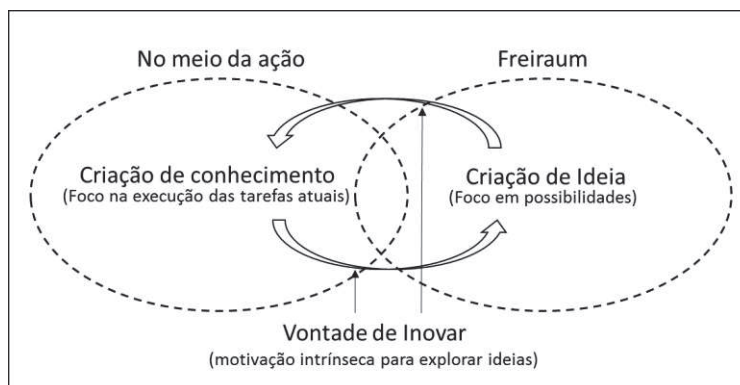 No meio da ação
Freiraum
Criação de conhecimento
(Foco na execução das tarefas atuais)
Criação de Ideia
(Foco em possibilidades)
Vontade de Inovar
(motivação intrínseca para explorar ideias)